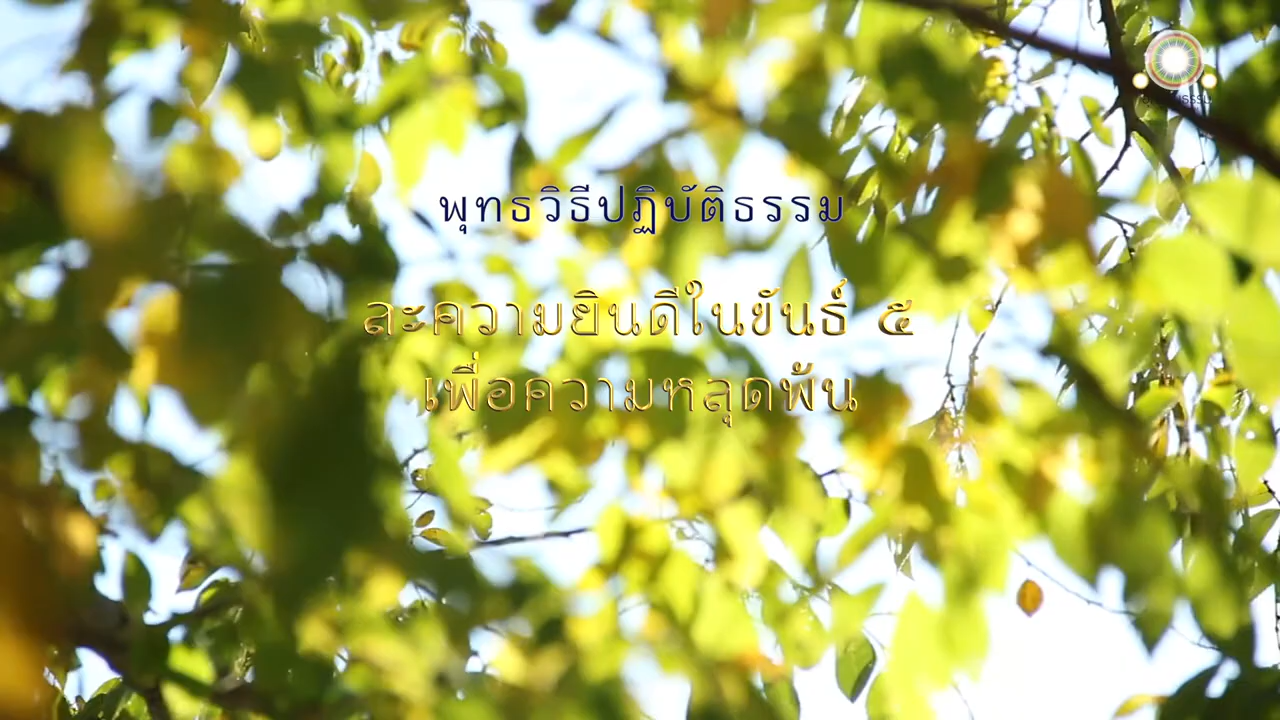 พุทธวิธีปฏิบัติธรรม
ละความยินดีในขันธ์ ๕
เพื่อความหลุดพ้น